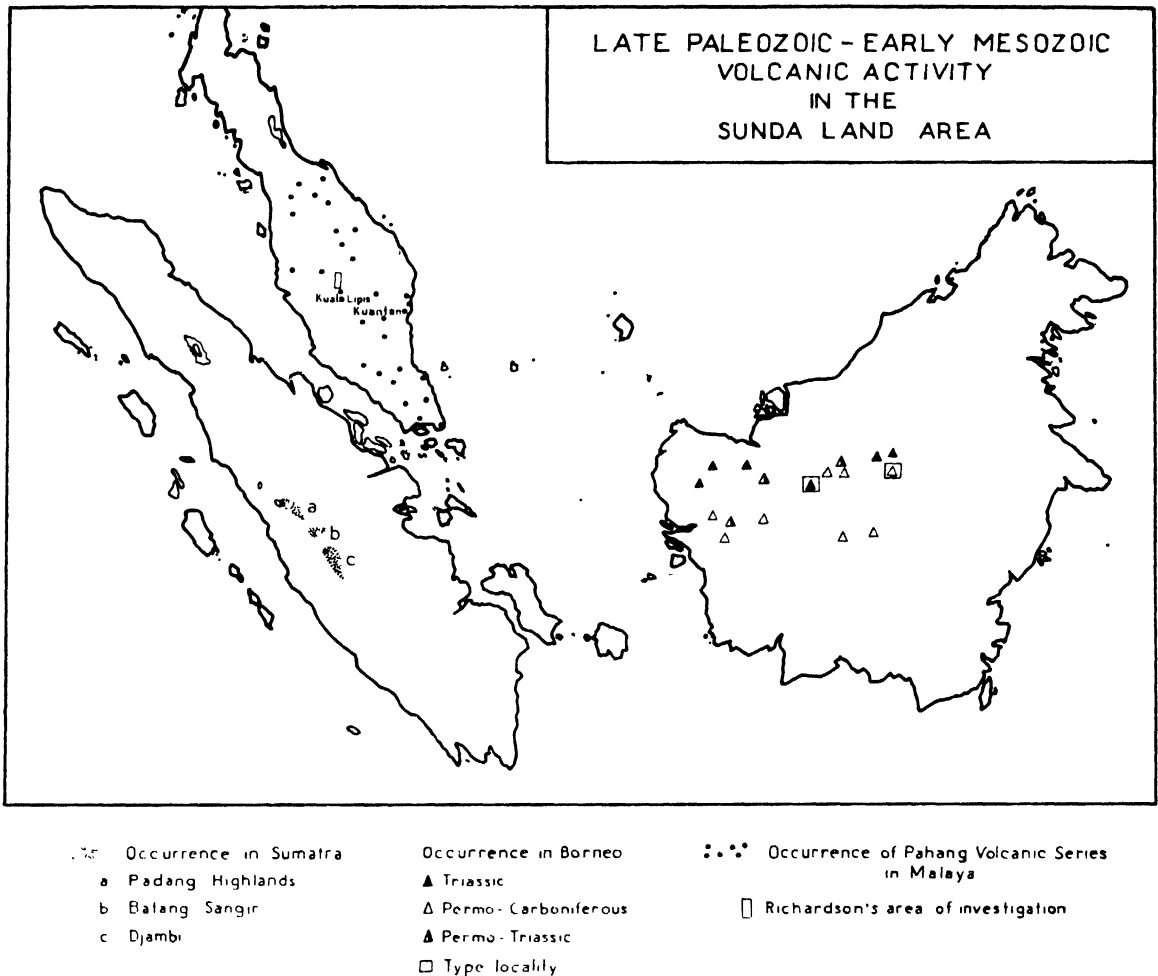 LATE PALEOZOIC - EARLY MESOZOIC
VOLCANIC ACTIVITY
IN THE
SUNDA LAND AREA
Kuala Lipis
Kuantan
a
b
c
Occurrence in Sumatra
a Padang Highlands
b Batang Sangir
c Djambi
Occurrence in Borneo
Triassic
Permo - Carboniferous
Permo - Triassic
Type locality
Occurrence of Pahang Volcanic Series
in Malaya
Richardson's area of investigation